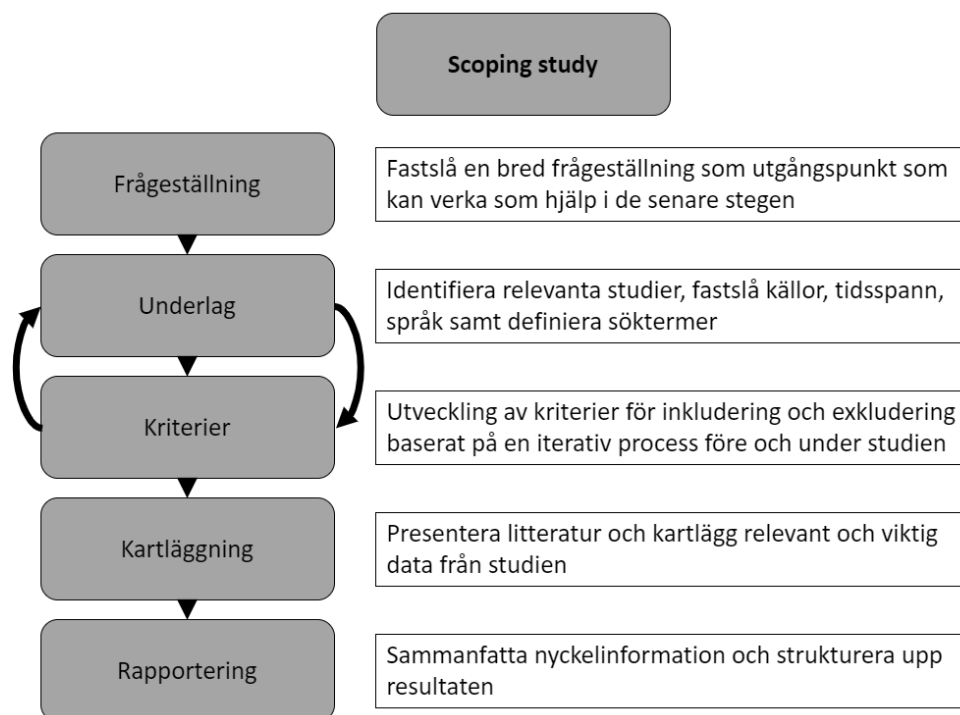 Scoping study
Frågeställning
Fastslå en bred frågeställning som utgångspunkt som
kan verka som hjälp i de senare stegen
Underlag
Identifiera relevanta studier, fastslå källor, tidsspann,
språk samt definiera söktermer
Kriterier
Utveckling av kriterier för inkludering och exkludering
baserat på en iterativ process före och under studien
Kartläggning
Presentera litteratur och kartlägg relevant och viktig
data från studien
Rapportering
Sammanfatta nyckelinformation och strukturera upp
resultaten